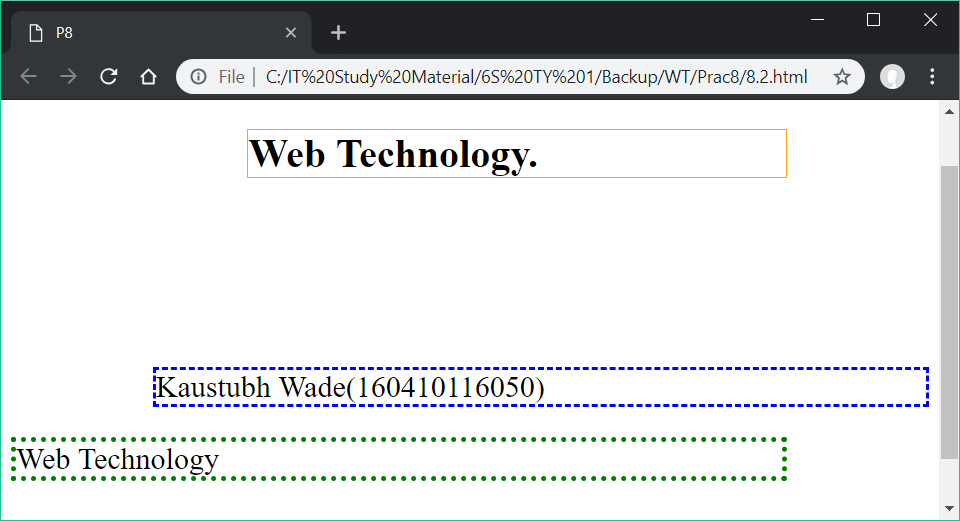 P8
File | C:/IT%20Study%20Material/6S%20TY%201/Backup/WT/Prac8/8.2.html
Web Technology.
Kaustubh Wade(160410116050)
Web Technology